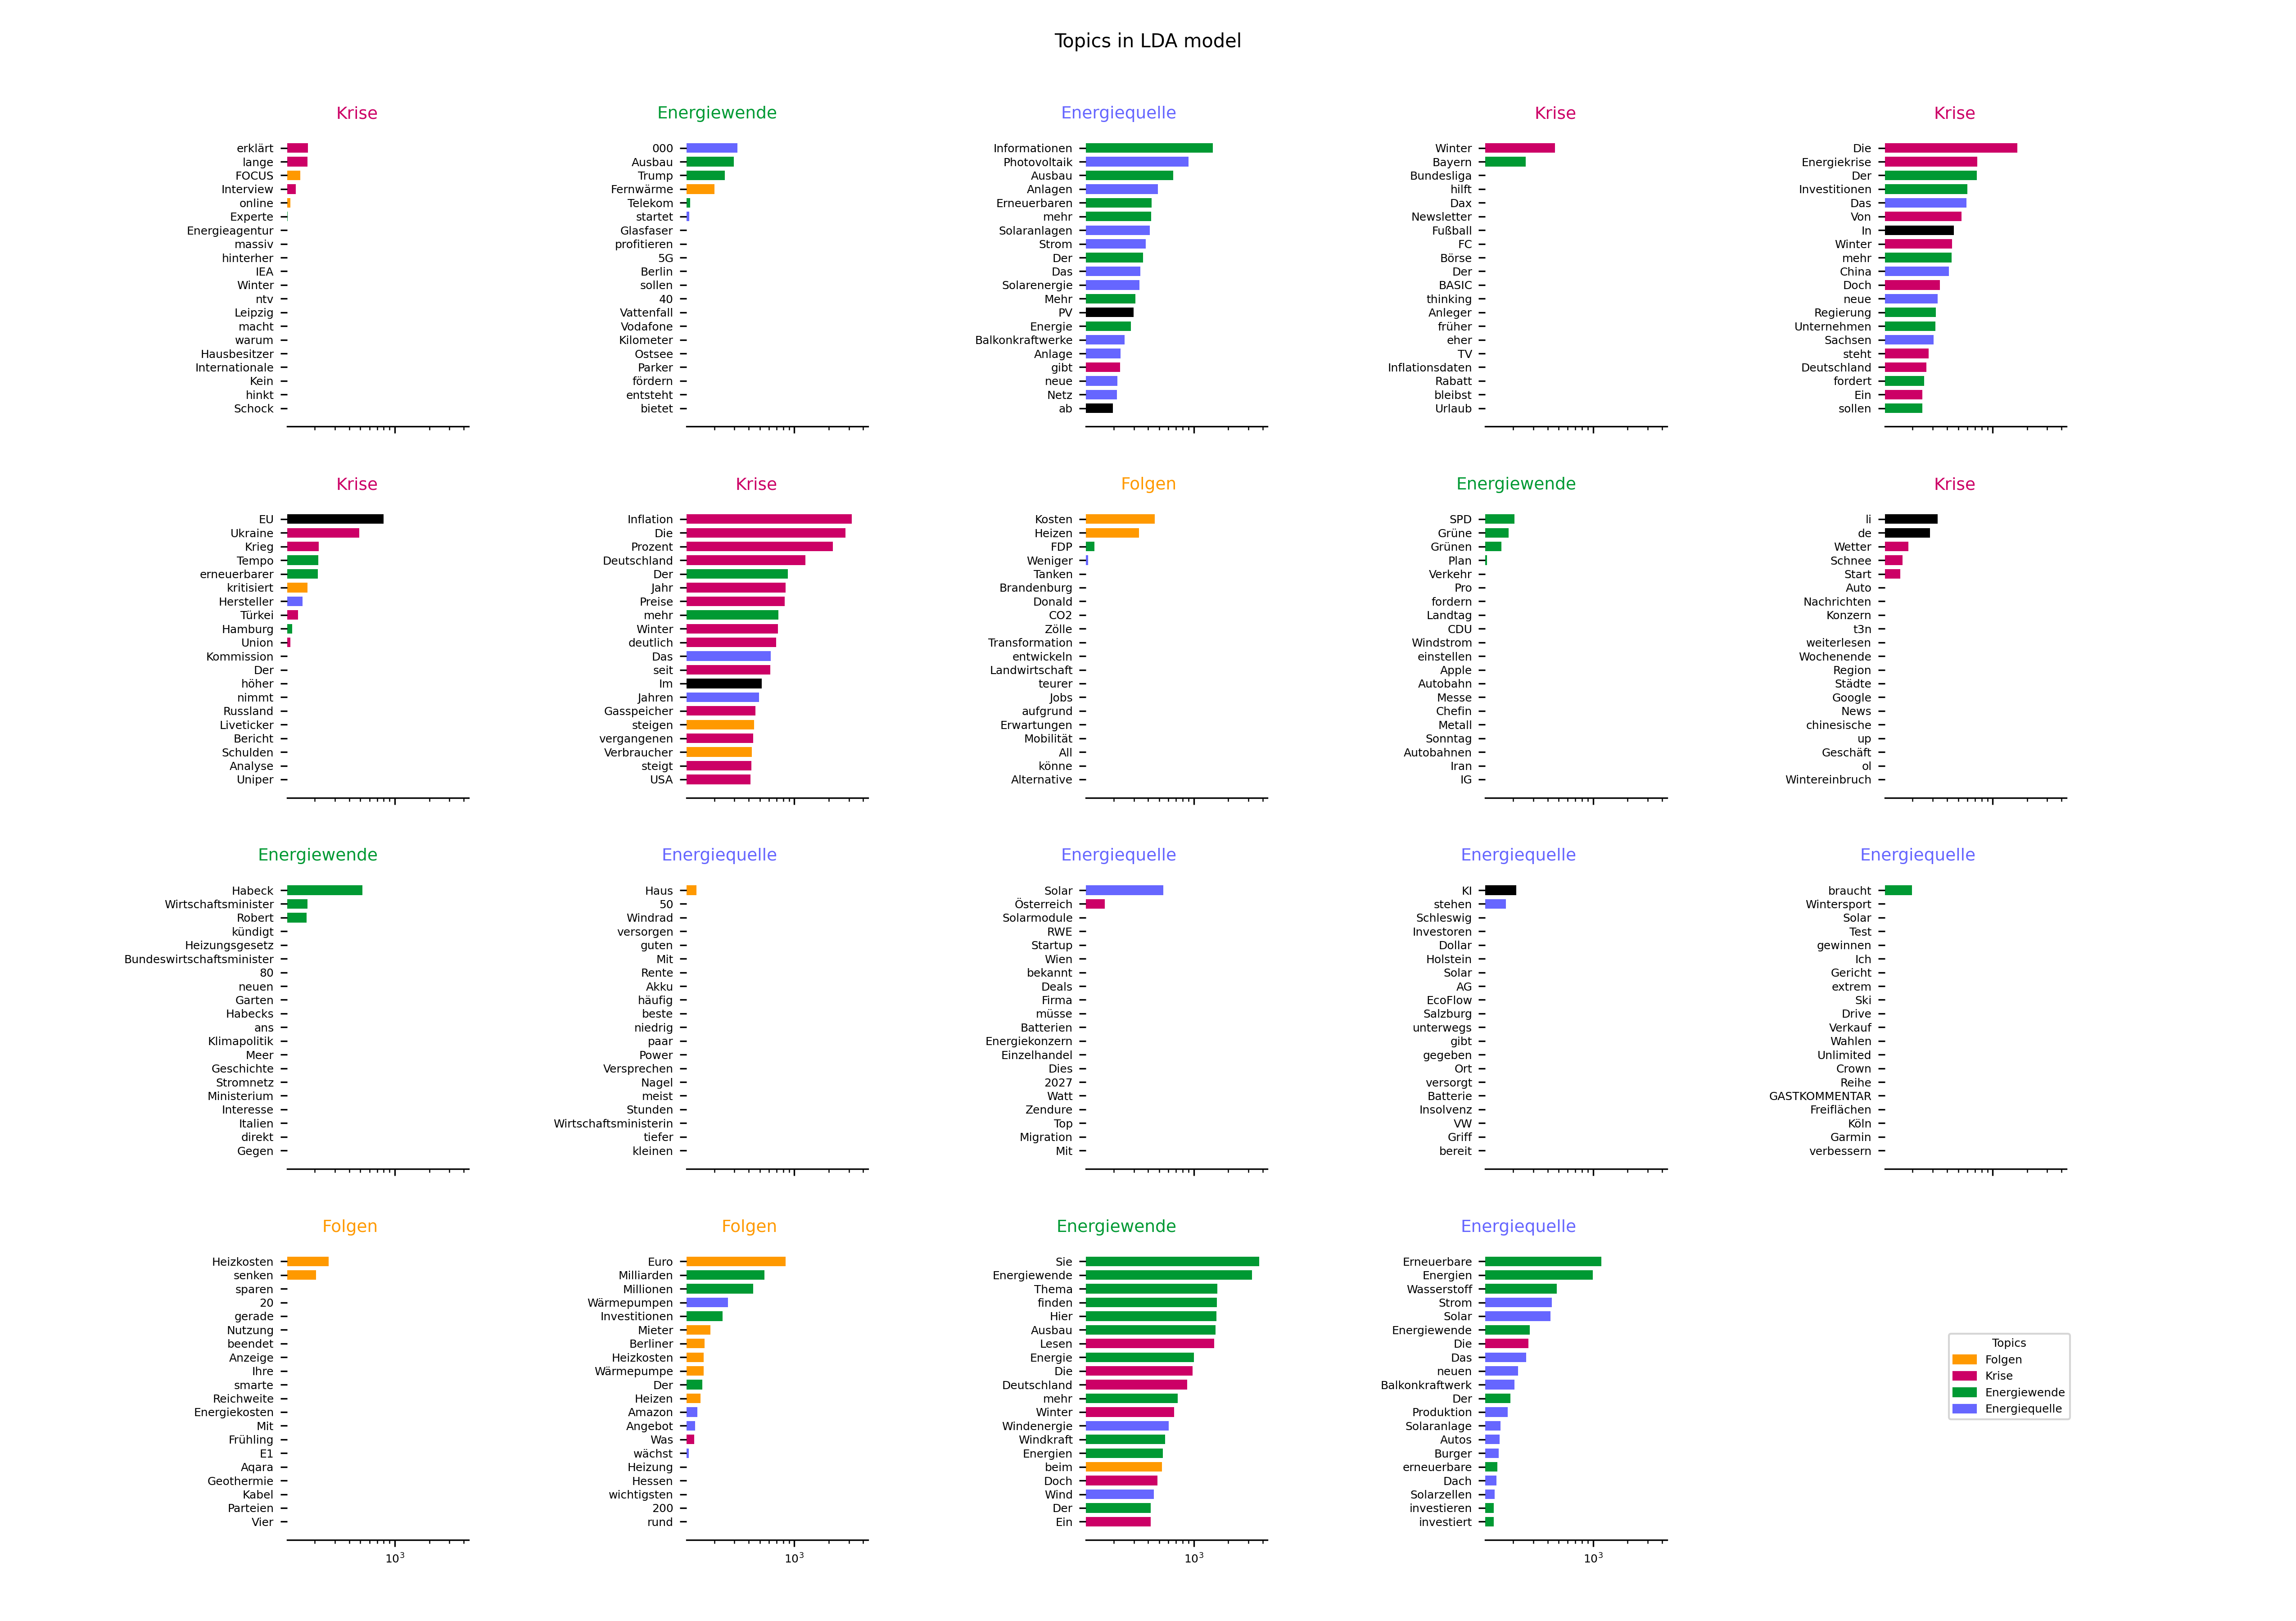 Topics in LDA model
Krise
erklärt
lange
FOCUS
Interview
online
Experte
Energieagentur
massiv
hinterher
IEA
Winter
ntv
Leipzig
macht
warum
Hausbesitzer
Internationale
Kein
hinkt
Schock
Energiewende
000
Ausbau
Trump
Fernwärme
Telekom
startet
Glasfaser
profitieren
5G
Berlin
sollen
40
Vattenfall
Vodafone
Kilometer
Ostsee
Parker
fördern
entsteht
bietet
Energiequelle
Informationen
Photovoltaik
Ausbau
Anlagen
Erneuerbaren
mehr
Solaranlagen
Strom
Der
Das
Solarenergie
Mehr
PV
Energie
Balkonkraftwerke
Anlage
gibt
neue
Netz
ab
Krise
Winter
Bayern
Bundesliga
hilft
Dax
Newsletter
Fußball
FC
Börse
Der
BASIC
thinking
Anleger
früher
eher
TV
Inflationsdaten
Rabatt
bleibst
Urlaub
Krise
Die
Energiekrise
Der
Investitionen
Das
Von
In
Winter
mehr
China
Doch
neue
Regierung
Unternehmen
Sachsen
steht
Deutschland
fordert
Ein
sollen
Krise
EU
Ukraine
Krieg
Tempo
erneuerbarer
kritisiert
Hersteller
Türkei
Hamburg
Union
Kommission
Der
höher
nimmt
Russland
Liveticker
Bericht
Schulden
Analyse
Uniper
Krise
Inflation
Die
Prozent
Deutschland
Der
Jahr
Preise
mehr
Winter
deutlich
Das
seit
Im
Jahren
Gasspeicher
steigen
vergangenen
Verbraucher
steigt
USA
Folgen
Kosten
Heizen
FDP
Weniger
Tanken
Brandenburg
Donald
CO2
Zölle
Transformation
entwickeln
Landwirtschaft
teurer
Jobs
aufgrund
Erwartungen
Mobilität
All
könne
Alternative
Energiewende
SPD
Grüne
Grünen
Plan
Verkehr
Pro
fordern
Landtag
CDU
Windstrom
einstellen
Apple
Autobahn
Messe
Chefin
Metall
Sonntag
Autobahnen
Iran
IG
Krise
li
de
Wetter
Schnee
Start
Auto
Nachrichten
Konzern
t3n
weiterlesen
Wochenende
Region
Städte
Google
News
chinesische
up
Geschäft
ol
Wintereinbruch
Energiewende
Habeck
Wirtschaftsminister
Robert
kündigt
Heizungsgesetz
Bundeswirtschaftsminister
80
neuen
Garten
Habecks
ans
Klimapolitik
Meer
Geschichte
Stromnetz
Ministerium
Interesse
Italien
direkt
Gegen
Energiequelle
Haus
50
Windrad
versorgen
guten
Mit
Rente
Akku
häufig
beste
niedrig
paar
Power
Versprechen
Nagel
meist
Stunden
Wirtschaftsministerin
tiefer
kleinen
Energiequelle
Solar
Österreich
Solarmodule
RWE
Startup
Wien
bekannt
Deals
Firma
müsse
Batterien
Energiekonzern
Einzelhandel
Dies
2027
Watt
Zendure
Top
Migration
Mit
Energiequelle
KI
stehen
Schleswig
Investoren
Dollar
Holstein
Solar
AG
EcoFlow
Salzburg
unterwegs
gibt
gegeben
Ort
versorgt
Batterie
Insolvenz
VW
Griff
bereit
Energiequelle
braucht
Wintersport
Solar
Test
gewinnen
Ich
Gericht
extrem
Ski
Drive
Verkauf
Wahlen
Unlimited
Crown
Reihe
GASTKOMMENTAR
Freiflächen
Köln
Garmin
verbessern
Folgen
Heizkosten
senken
sparen
20
gerade
Nutzung
beendet
Anzeige
Ihre
smarte
Reichweite
Energiekosten
Mit
Frühling
E1
Aqara
Geothermie
Kabel
Parteien
Vier
10³
Folgen
Euro
Milliarden
Millionen
Wärmepumpen
Investitionen
Mieter
Berliner
Heizkosten
Wärmepumpe
Der
Heizen
Amazon
Angebot
Was
wächst
Heizung
Hessen
wichtigsten
200
rund
10³
Energiewende
Sie
Energiewende
Thema
finden
Hier
Ausbau
Lesen
Energie
Die
Deutschland
mehr
Winter
Windenergie
Windkraft
Energien
beim
Doch
Wind
Der
Ein
10³
Energiequelle
Erneuerbare
Energien
Wasserstoff
Strom
Solar
Energiewende
Die
Das
neuen
Balkonkraftwerk
Der
Produktion
Solaranlage
Autos
Burger
erneuerbare
Dach
Solarzellen
investieren
investiert
10³
Topics
Folgen
Krise
Energiewende
Energiequelle